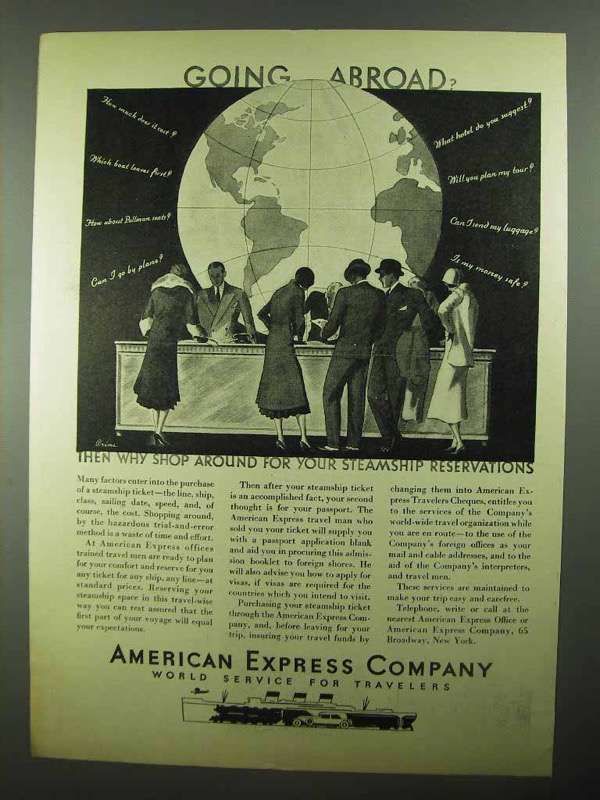 GOING ABROAD?
How much does it cost?
Which boat leaves first?
How about Pullman seats?
Can I go by plane?
What hotel do you suggest?
Will you plan my tour?
Can I send my luggage?
Is my money safe?
THEN WHY SHOP AROUND FOR YOUR STEAMSHIP RESERVATIONS
Many factors enter into the purchase
of a steamship ticket—the line, ship,
class, sailing date, speed, and, of
course, the cost. Shopping around,
by the hazardous trial-and-error
method is a waste of time and effort.
At American Express offices
trained travel men are ready to plan
for your comfort and reserve for you
any ticket for any ship, any line—at
standard prices. Reserving your
steamship space in this travel-wise
way you can rest assured that the
first part of your voyage will equal
your expectations.
Then after your steamship ticket
is an accomplished fact, your second
thought is for your passport. The
American Express travel man who
sold you your ticket will supply you
with a passport application blank
and aid you in procuring this admis-
sion booklet to foreign shores. He
will also advise you how to apply for
visas, if visas are required for the
countries which you intend to visit.
Purchasing your steamship ticket
through the American Express Com-
pany, and, before leaving for your
trip, insuring your travel funds by
changing them into American Ex-
press Travelers Cheques, entitles you
to the services of the Company's
world-wide travel organization while
you are en route—to the use of the
Company's foreign offices as your
mail and cable addresses, and to the
aid of the Company's interpreters,
and travel men.
These services are maintained to
make your trip easy and carefree.
Telephone, write or call at the
nearest American Express Office or
American Express Company, 65
Broadway, New York.
AMERICAN EXPRESS COMPANY
WORLD SERVICE FOR TRAVELERS